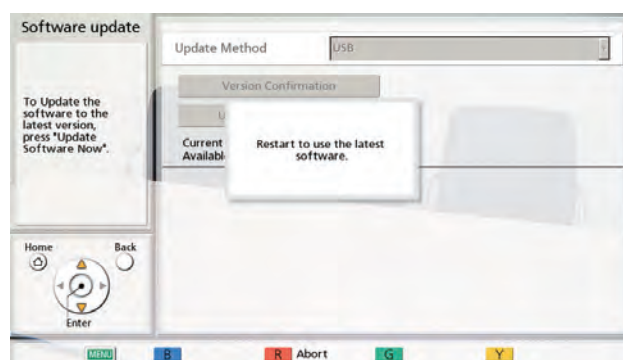 Software update
Update Method
USB
To Update the
software to the
latest version,
press "Update
Software Now".
Version Confirmation
U
Current
Availabl
Restart to use the latest
software.
Home
Back
Enter
MENU
B
R Abort
G
Y